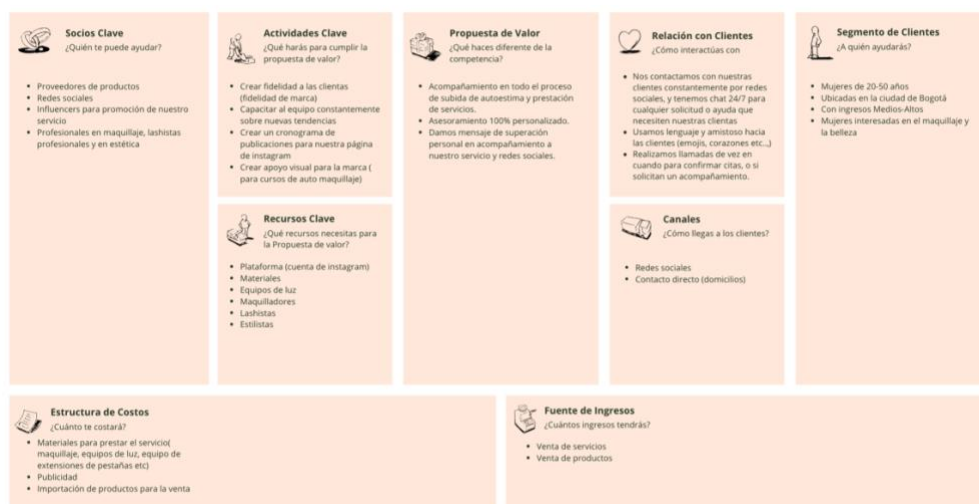 Socios Clave
¿Quién te puede ayudar?
Proveedores de productos
Redes sociales
Influencers para promoción de nuestro
servicio
Profesionales en maquillaje, lashistas
profesionales y en estética
Actividades Clave
¿Qué harás para cumplir la
propuesta de valor?
Crear fidelidad a las clientas
(fidelidad de marca)
Capacitar al equipo constantemente
sobre nuevas tendencias
Crear un cronograma de
publicaciones para nuestra página
de instagram
Crear apoyo visual para la marca (
para cursos de auto maquillaje)
Recursos Clave
¿Qué recursos necesitas para
la Propuesta de valor?
Plataforma (cuenta de instagram)
Materiales
Equipos de luz
Maquilladores
Lashistas
Estilistas
Propuesta de Valor
¿Qué haces diferente de la
competencia?
Acompañamiento en todo el proceso
de subida de autoestima y prestación
de servicios.
Asesoramiento 100% personalizado.
Damos mensaje de superación
personal en acompañamiento a
nuestro servicio y redes sociales.
Relación con Clientes
¿Cómo interactúas con
Nos contactamos con nuestras
clientes constantemente por redes
sociales, y tenemos chat 24/7 para
cualquier solicitud o ayuda que
necesiten nuestras clientas
Usamos lenguaje y amistoso hacia
las clientes (emojis, corazones etc...)
Realizamos llamadas de vez en
cuando para confirmar citas, o si
solicitan un acompañamiento.
Canales
¿Cómo llegas a los clientes?
Redes sociales
Contacto directo (domicilios)
Segmento de Clientes
¿A quién ayudarás?
Mujeres de 20-50 años
Ubicadas en la ciudad de Bogotá
Con ingresos Medios-Altos
Mujeres interesadas en el maquillaje y
la belleza
Estructura de Costos
¿Cuánto te costará?
Materiales para prestar el servicio(
maquillaje, equipos de luz, equipo de
extensiones de pestañas etc)
Publicidad
Importación de productos para la venta
Fuente de Ingresos
¿Cuántos ingresos tendrás?
Venta de servicios
Venta de productos